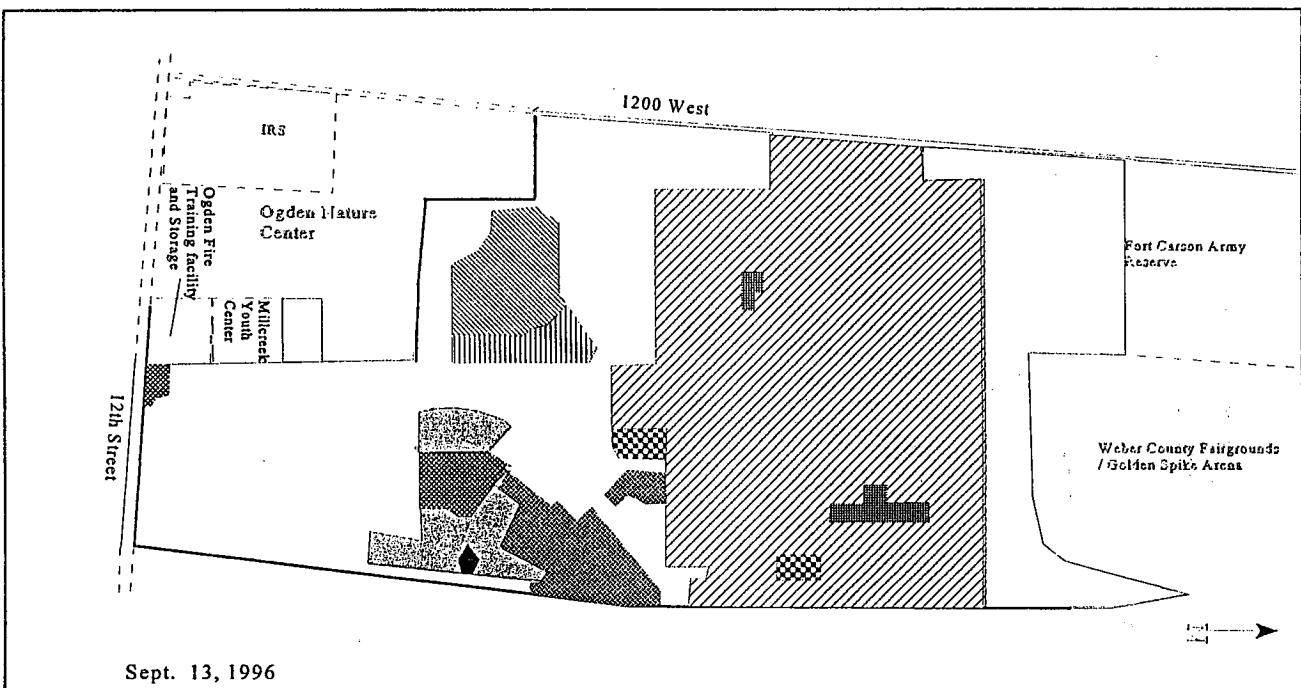 1200 West
IRS
Ogden Nature
Center
Ogden Fire
Training facility
and Storage
Millcreek
Youth
Center
12th Street
Fort Carson Army
Reserve
Weber County Fairgrounds
/ Golden Spike Arena
Sept. 13, 1996